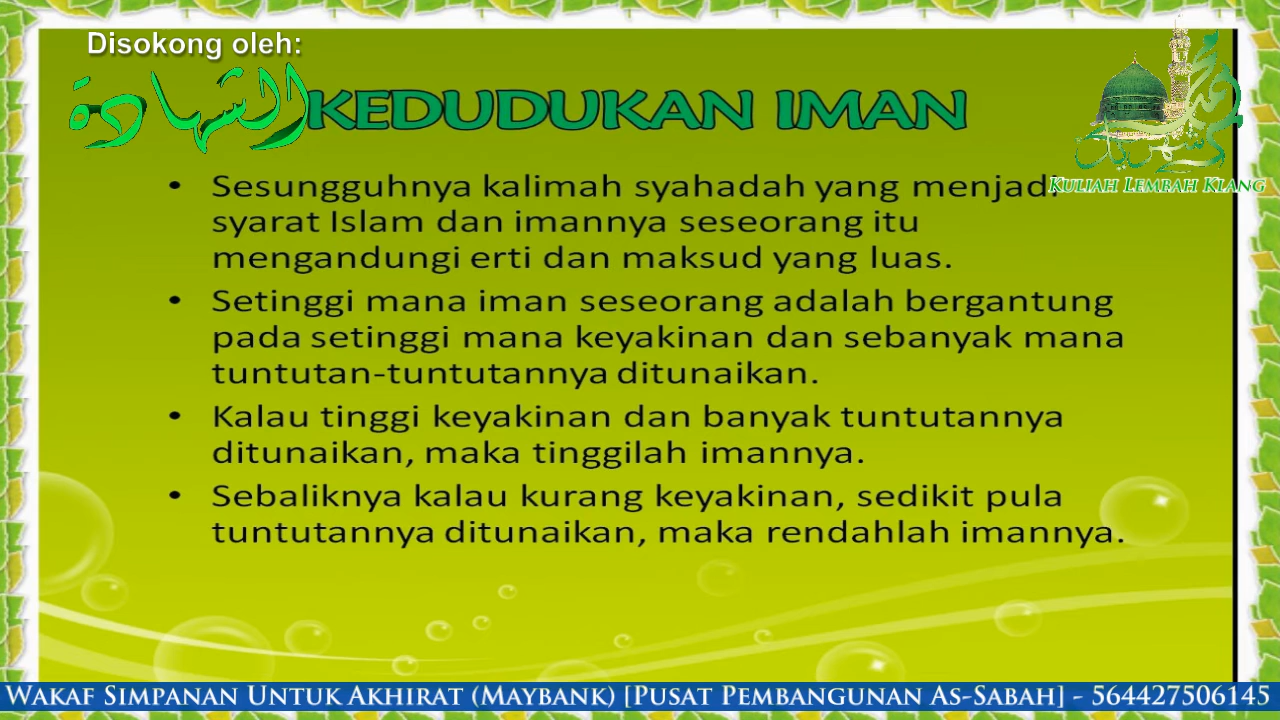 Disokong oleh:
الشهادة
KEDUDUKAN IMAN
KULIAH LEMBAH KLANG
• Sesungguhnya kalimah syahadah yang menjadi
syarat Islam dan imannya seseorang itu
mengandungi erti dan maksud yang luas.
• Setinggi mana iman seseorang adalah bergantung
pada setinggi mana keyakinan dan sebanyak mana
tuntutan-tuntutannya ditunaikan.
• Kalau tinggi keyakinan dan banyak tuntutannya
ditunaikan, maka tinggilah imannya.
• Sebaliknya kalau kurang keyakinan, sedikit pula
tuntutannya ditunaikan, maka rendahlah imannya.
WAKAF SIMPANAN UNTUK AKHIRAT (MAYBANK) [PUSAT PEMBANGUNAN AS-SABAH] - 564427506145